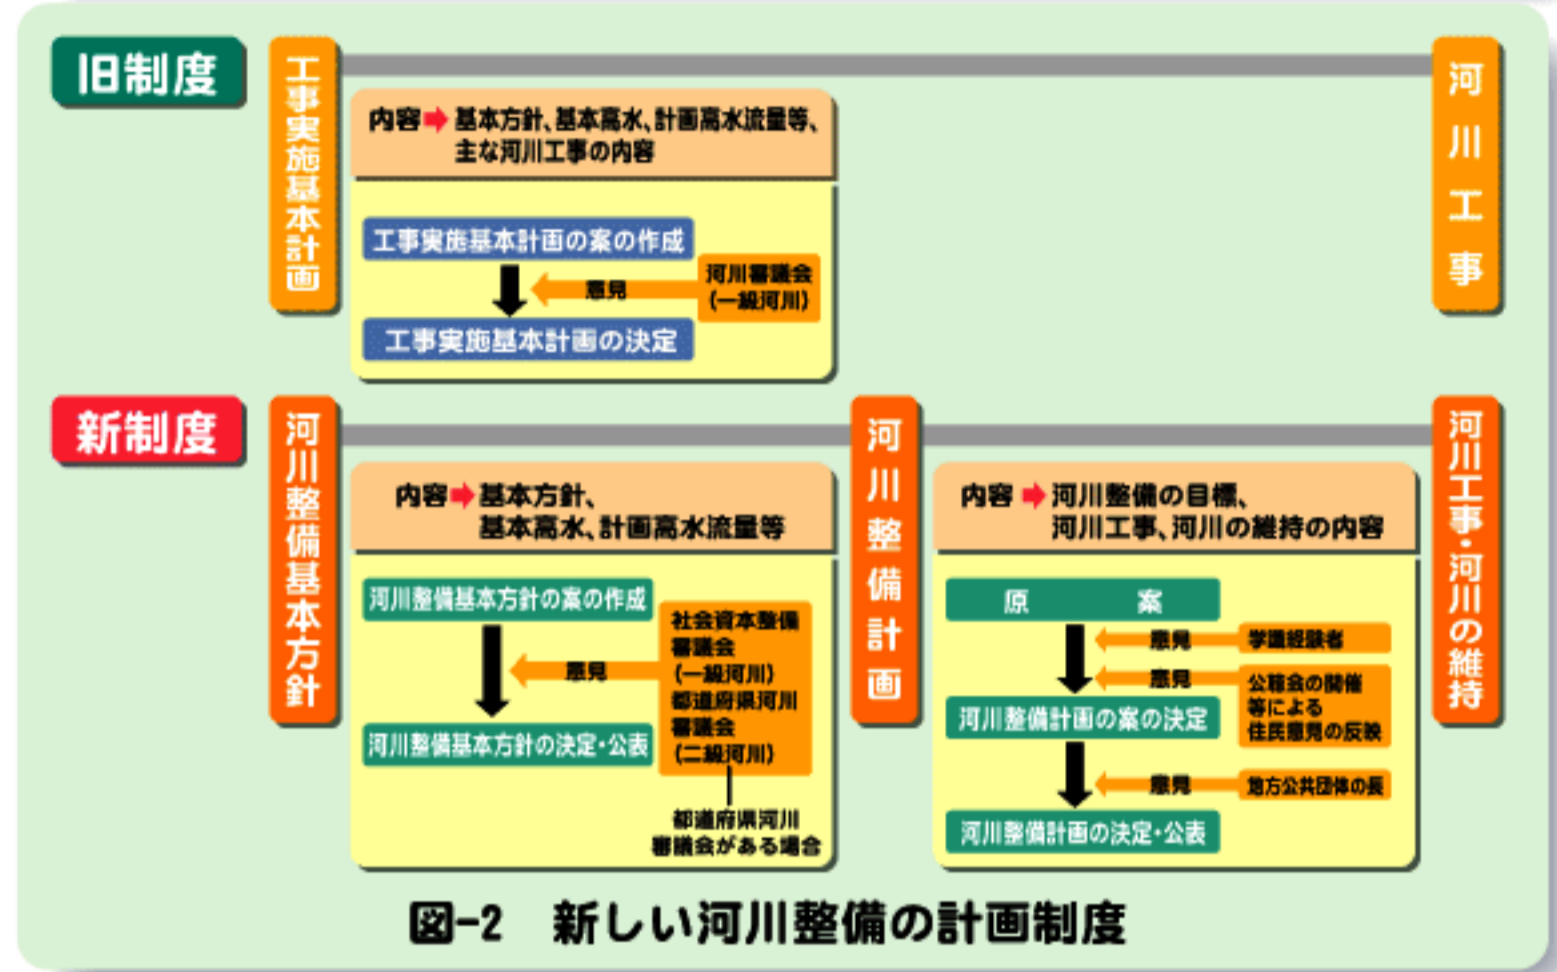 旧制度
工事実施基本計画
内容➡基本方針、基本高水、計画高水流量等、
主な河川工事の内容
工事実施基本計画の案の作成
意見
河川審議会
(一級河川)
工事実施基本計画の決定
河川工事
新制度
河川整備基本方針
内容➡基本方針、
基本高水、計画高水流量等
河川整備基本方針の案の作成
意見
社会資本整備
審議会
(一級河川)
都道府県河川
審議会
(二級河川)
河川整備基本方針の決定・公表
都道府県河川
審議会がある場合
河川整備計画
内容➡河川整備の目標、
河川工事、河川の維持の内容
原案
意見
学識経験者
意見
公聴会の開催
等による
住民意見の反映
河川整備計画の案の決定
意見
地方公共団体の長
河川整備計画の決定・公表
河川工事・河川の維持
図-2 新しい河川整備の計画制度